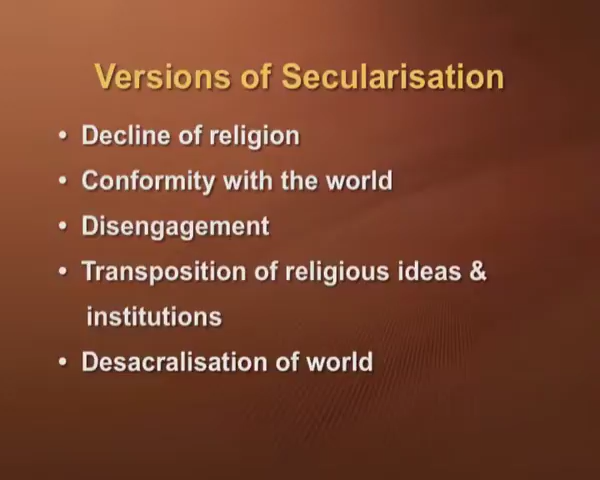 Versions of Secularisation
• Decline of religion
• Conformity with the world
• Disengagement
• Transposition of religious ideas &
institutions
• Desacralisation of world